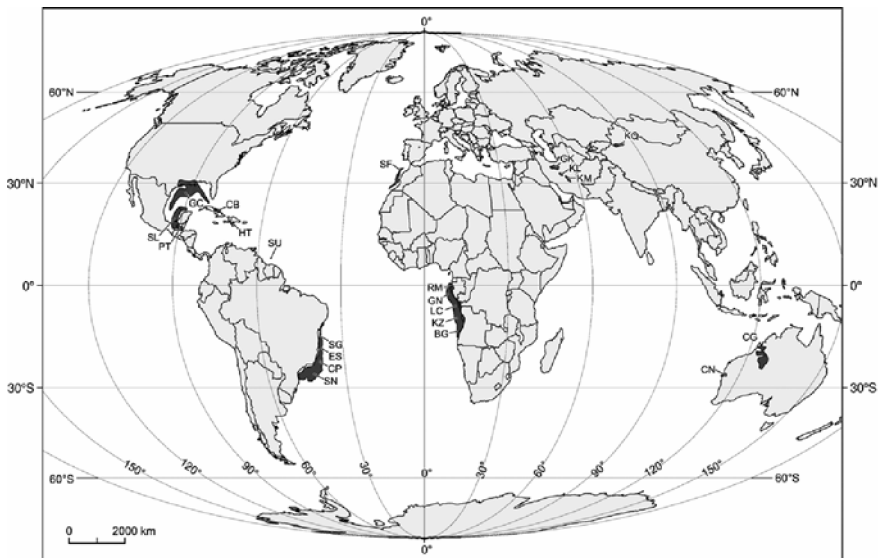 0°
60°N
60°N
KQ
GK
SF
KL
KM
30°N
30°N
GC
CB
SL
HT
PT
SU
0°
0°
RM
GN
LC
KZ
BG
SG
CG
ES
CP
CN
SN
30°S
30°S
150°
120°
90°
60°
30°
0°
30°
60°
90°
120°
150°
60°S
60°S
0
2000 km
0°